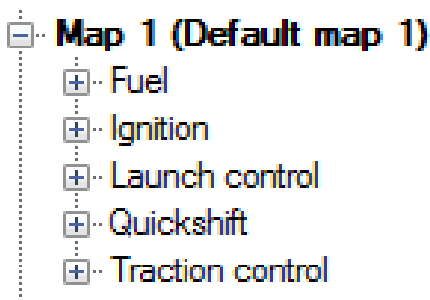 Map 1 (Default map 1)
Fuel
Ignition
Launch control
Quickshift
Traction control